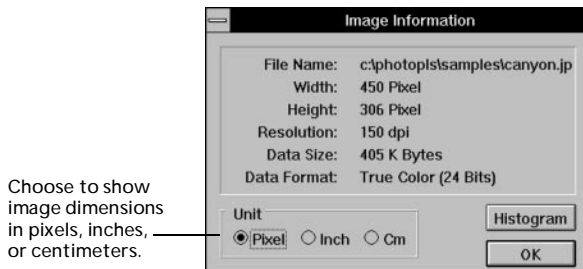 Image Information
File Name: c:\photopls\samples\canyon.jp
Width: 450 Pixel
Height: 306 Pixel
Resolution: 150 dpi
Data Size: 405 K Bytes
Data Format: True Color (24 Bits)
Choose to show
image dimensions
in pixels, inches,
or centimeters.
Unit
Pixel Inch Cm
Histogram
OK